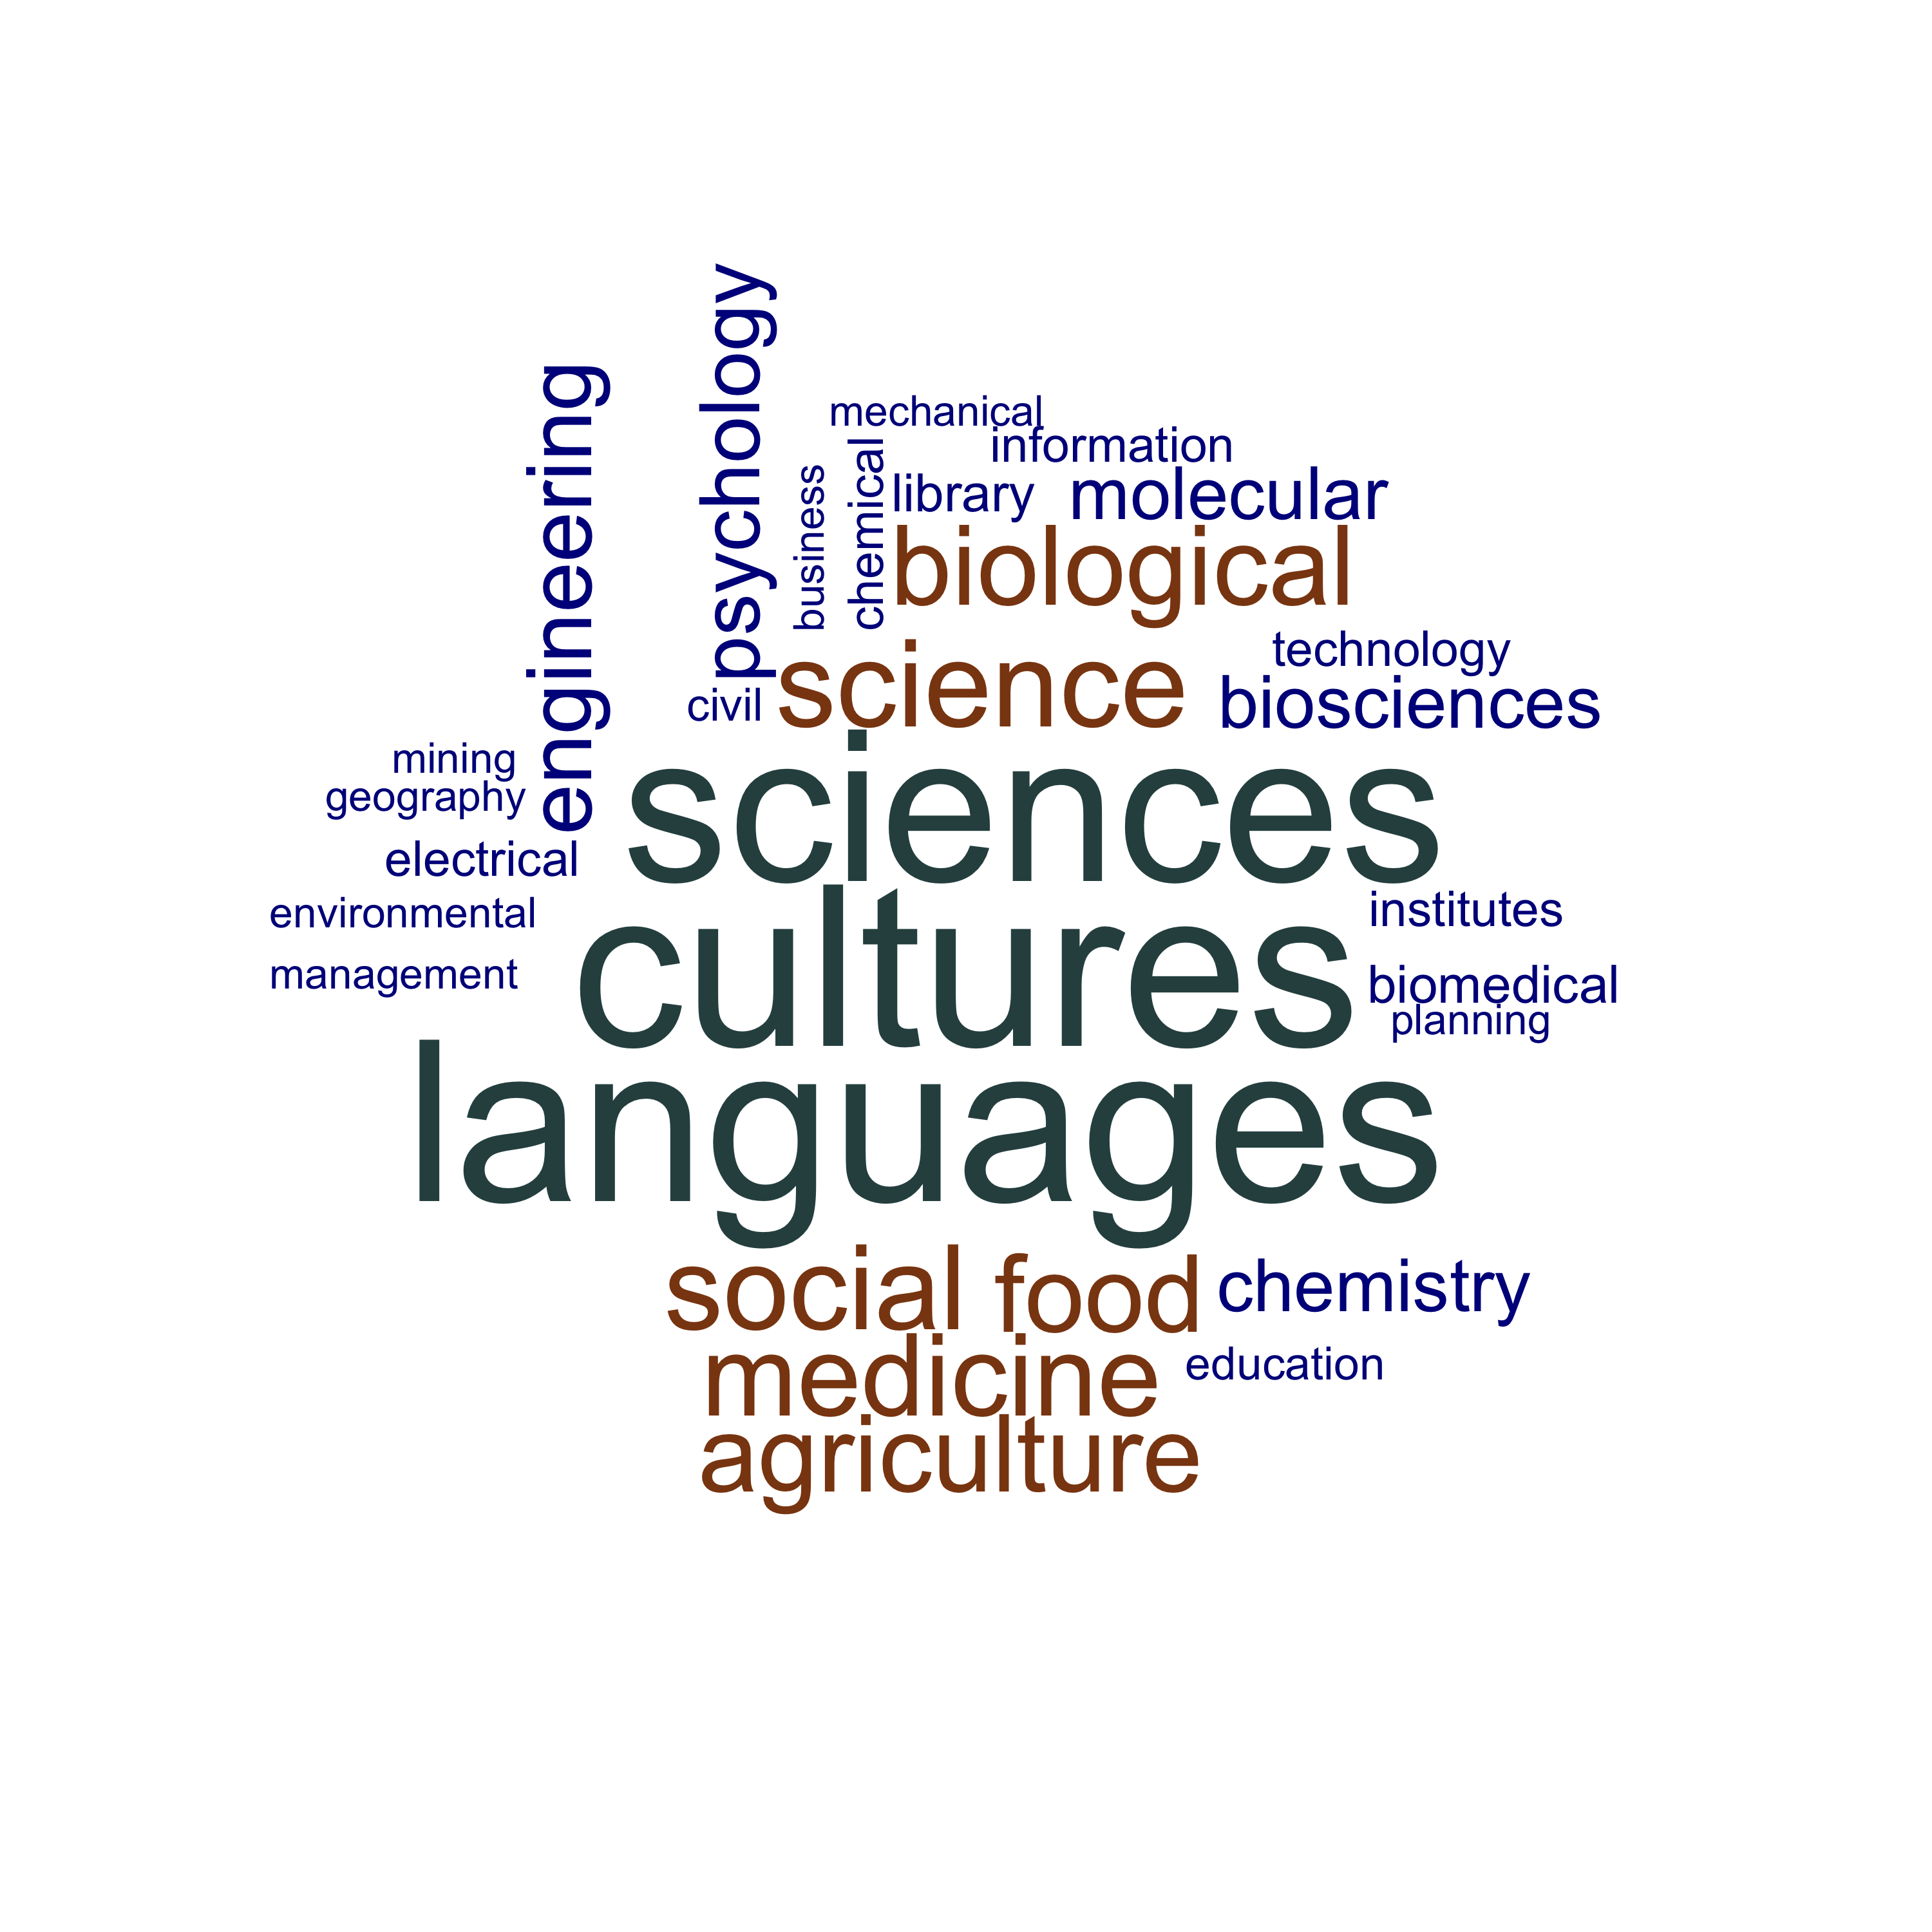 psychology
engineering
mechanical
information
business
chemical
library
molecular
biological
technology
science
civil
biosciences
mining
geography
sciences
electrical
environmental
institutes
cultures
management
biomedical
planning
languages
social
food
chemistry
medicine
education
agriculture